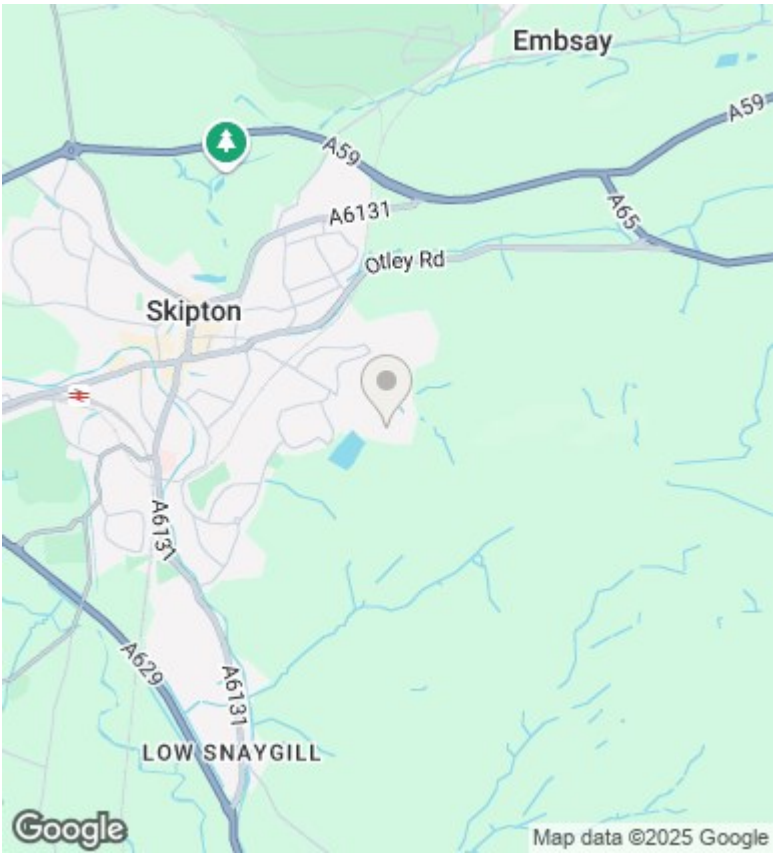 Embsay
A59
A59
A6131
A65
Otley Rd
Skipton
A6131
A629
A6131
LOW SNAYGILL
Google
Map data ©2025 Google